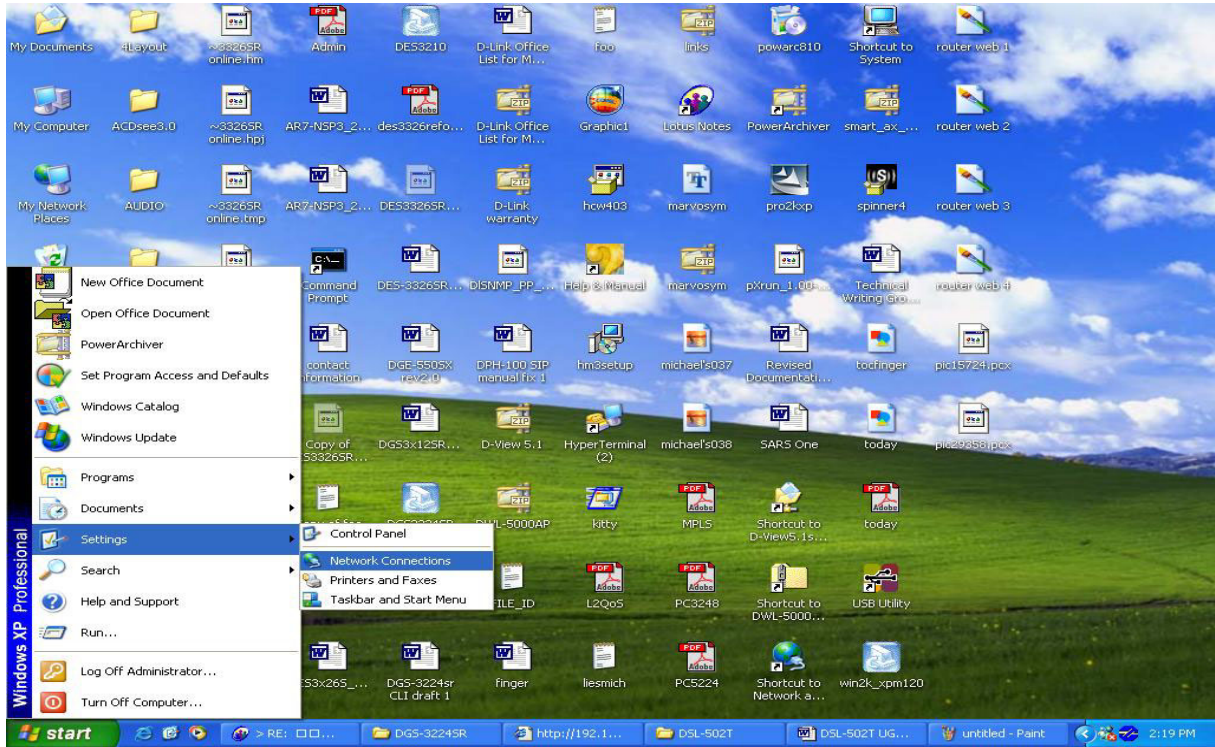 My Documents
4Layout
~3326SR online.hm
Admin
DES3210
D-Link Office List for M...
foo
links
powarc810
Shortcut to System
router web 1
My Computer
ACDsee3.0
~3326SR online.hpj
AR7-NSP3_2...
des3326refo...
D-Link Office List for M...
Graphic1
Lotus Notes
PowerArchiver
smart_ax_...
router web 2
My Network Places
AUDIO
~3326SR online.tmp
AR7-NSP3_2...
DES3326SR...
D-Link warranty
hcw403
marvosym
pro2kxp
spinner4
router web 3
Command Prompt
DES-3326SR...
DISNMP_PP_...
Help & Manual
marvosym
pXrun_1.00-...
Technical Writing Gro...
router web 4
contact information
DGE-550SX rev2.0
DPH-100 SIP manual fix 1
hm3setup
michael's037
Revised Documentati...
tocfinger
pic15724.pcx
Copy of
S3326SR...
DGS3x12SR...
D-View 5.1
HyperTerminal (2)
michael's038
SARS One
today
pic29358.pcx
DGS3224SR
DWL-5000AP
kitty
MPLS
Shortcut to D-View5.1s...
today
FILE_ID
L2QoS
PC3248
Shortcut to DWL-5000...
USB Utility
S3x26S_...
DGS-3224sr CLI draft 1
finger
liesmich
PC5224
Shortcut to Network a...
win2k_xpm120
New Office Document
Open Office Document
PowerArchiver
Set Program Access and Defaults
Windows Catalog
Windows Update
Programs
Documents
Settings
Search
Help and Support
Run...
Log Off Administrator...
Turn Off Computer...
Windows XP Professional
Control Panel
Network Connections
Printers and Faxes
Taskbar and Start Menu
start
> RE: 口口...
DGS-3224SR
http://192.1...
DSL-502T
DSL-502T UG...
untitled - Paint
2:19 PM